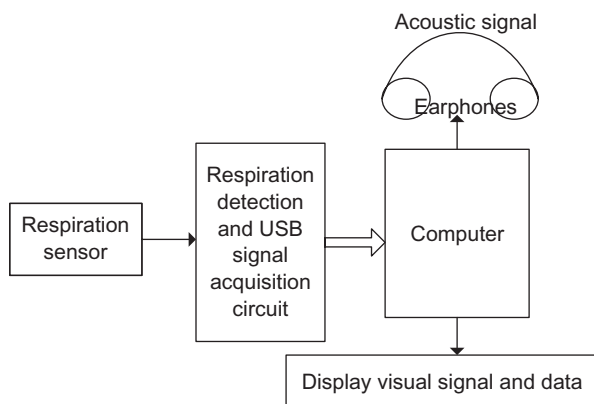 Acoustic signal
Earphones
Respiration
detection
and USB
signal
acquisition
circuit
Respiration
sensor
Computer
Display visual signal and data